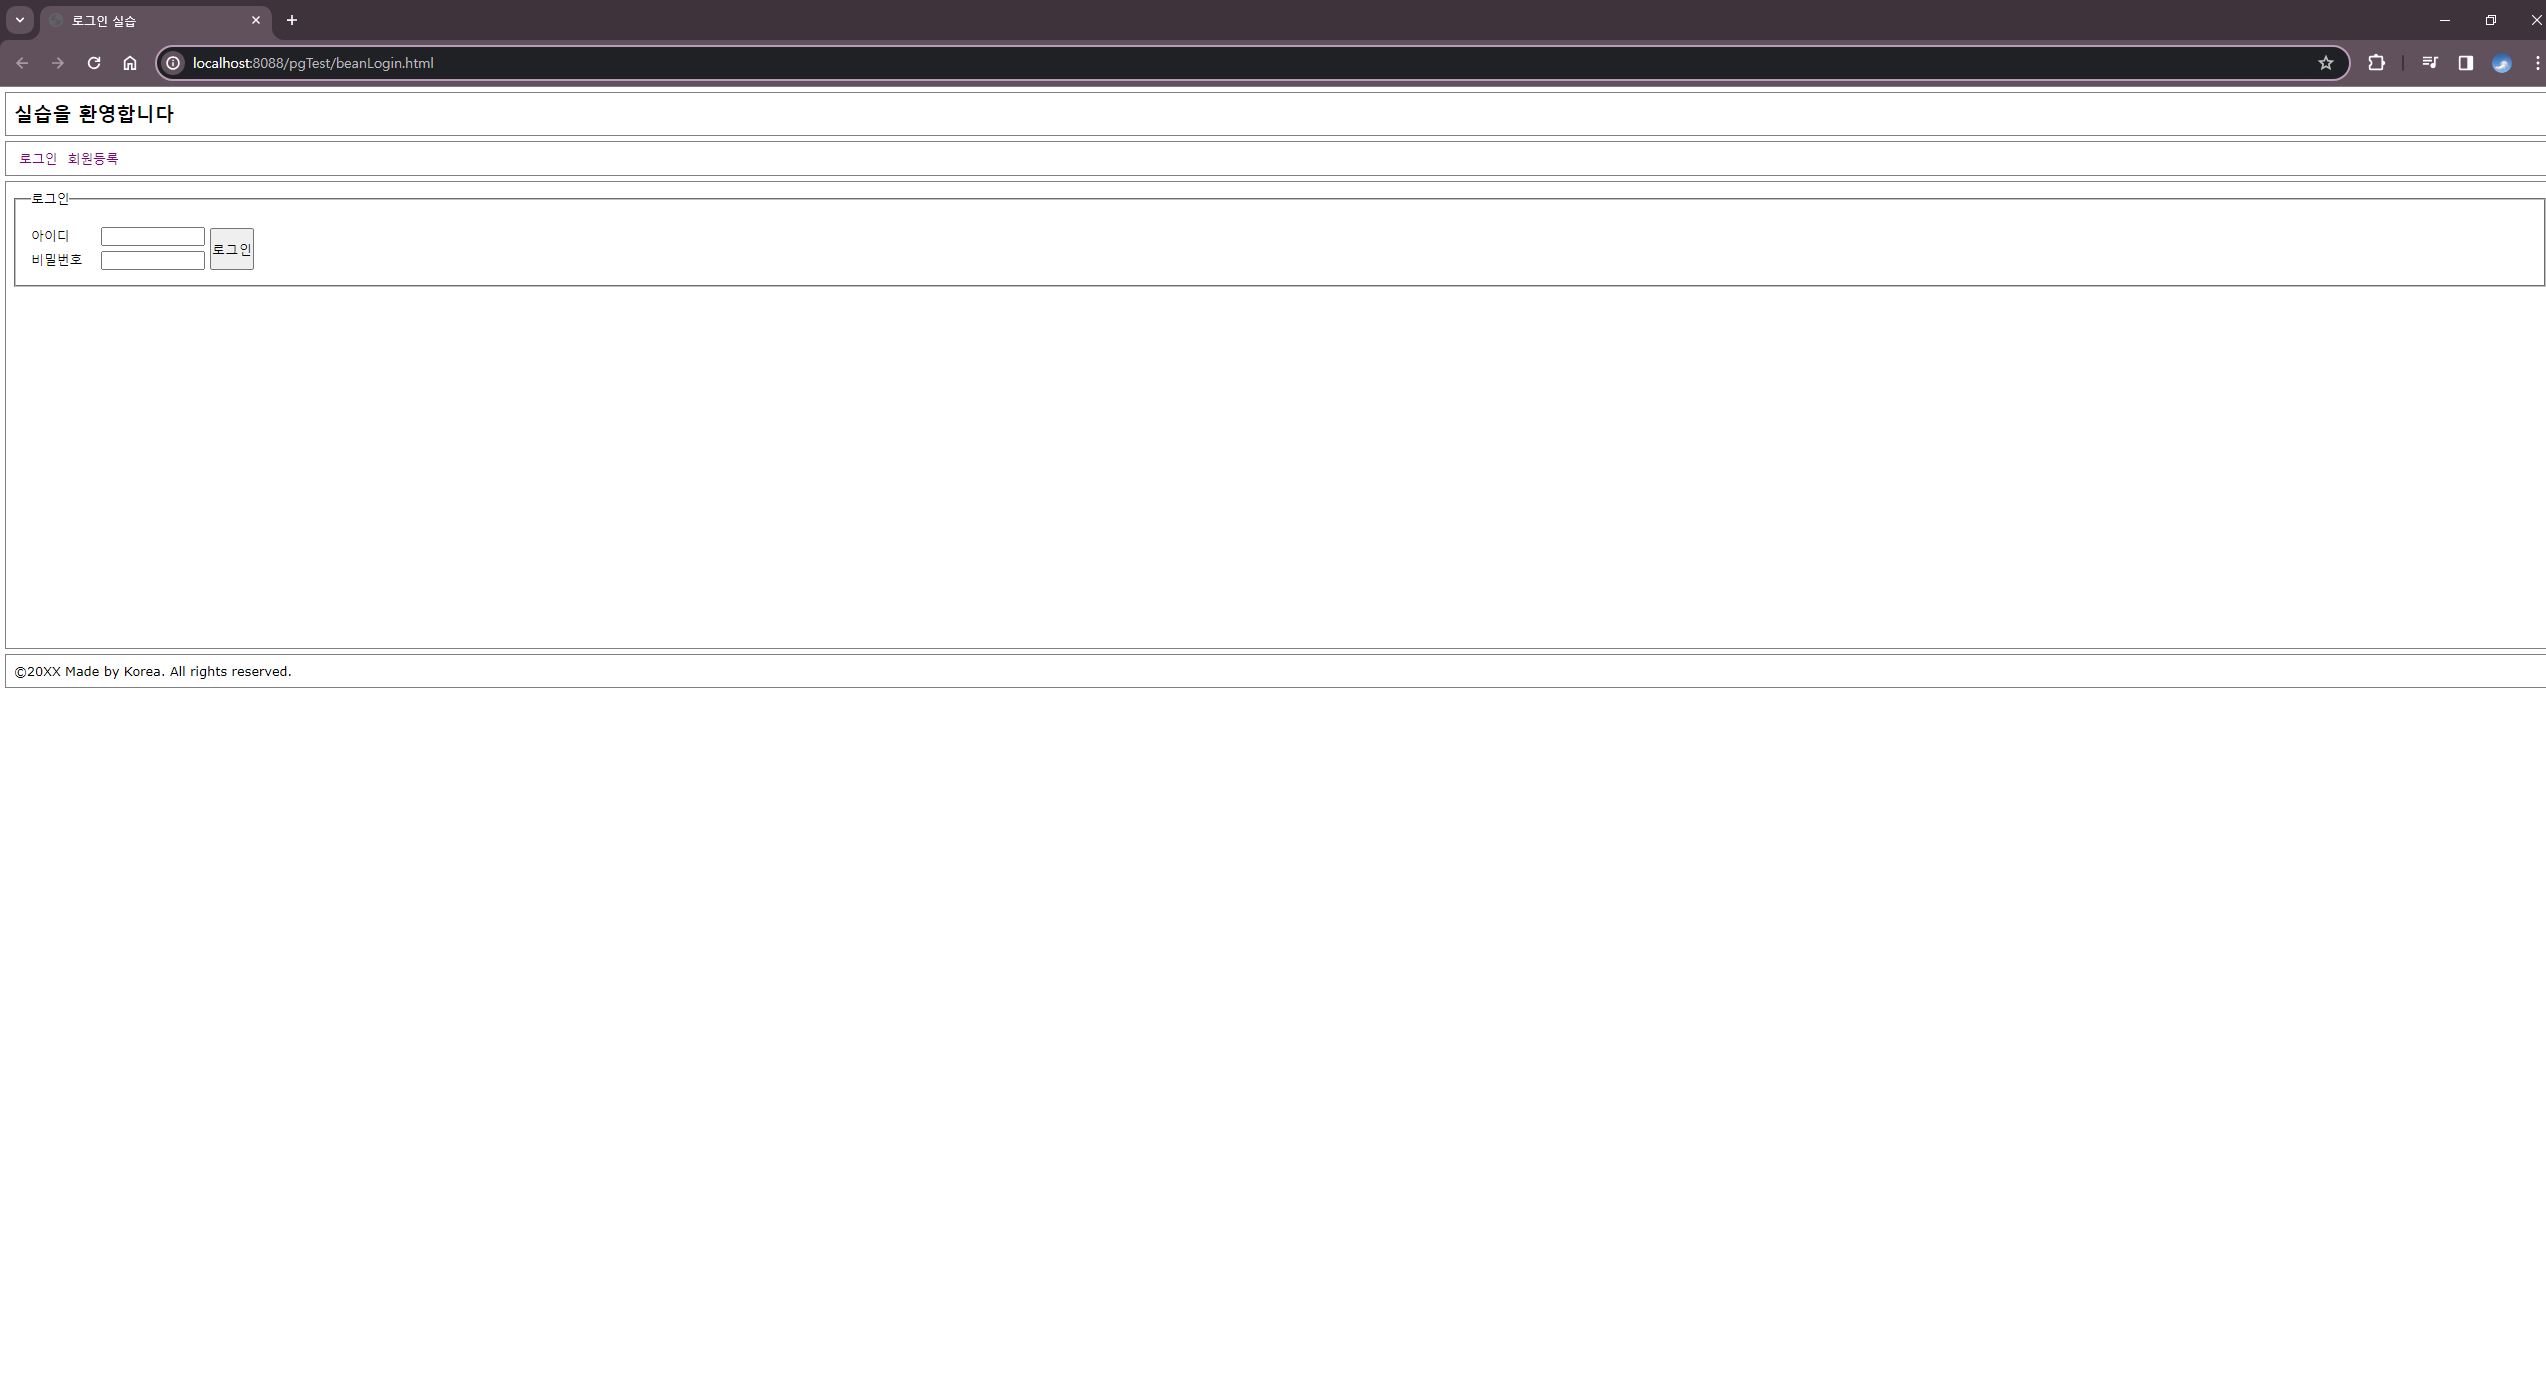 로그인 실습
localhost:8088/pgTest/beanLogin.html
실습을 환영합니다
로그인 회원등록
로그인
아이디
비밀번호
로그인
©20XX Made by Korea. All rights reserved.